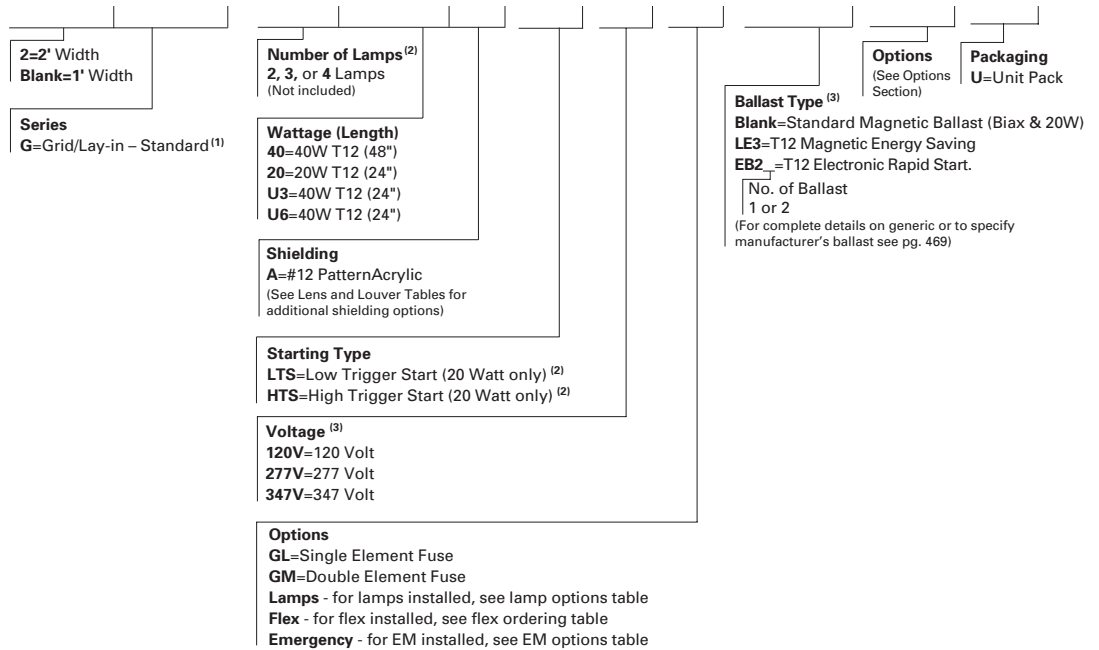 2=2' Width
Blank=1' Width
Series
G=Grid/Lay-in – Standard (1)
Number of Lamps (2)
2, 3, or 4 Lamps
(Not included)
Wattage (Length)
40=40W T12 (48")
20=20W T12 (24")
U3=40W T12 (24")
U6=40W T12 (24")
Shielding
A=#12 PatternAcrylic
(See Lens and Louver Tables for
additional shielding options)
Starting Type
LTS=Low Trigger Start (20 Watt only) (2)
HTS=High Trigger Start (20 Watt only) (2)
Voltage (3)
120V=120 Volt
277V=277 Volt
347V=347 Volt
Options
GL=Single Element Fuse
GM=Double Element Fuse
Lamps - for lamps installed, see lamp options table
Flex - for flex installed, see flex ordering table
Emergency - for EM installed, see EM options table
Ballast Type (3)
Blank=Standard Magnetic Ballast (Biax & 20W)
LE3=T12 Magnetic Energy Saving
EB2_=T12 Electronic Rapid Start.
No. of Ballast
1 or 2
(For complete details on generic or to specify
manufacturer's ballast see pg. 469)
Options
(See Options
Section)
Packaging
U=Unit Pack